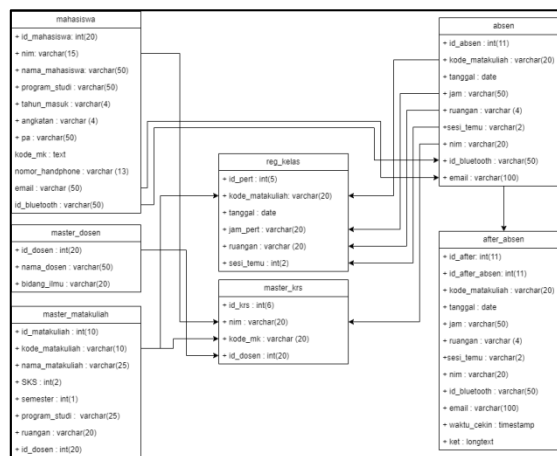 mahasiswa
+ id_mahasiswa: int(20)
+ nim: varchar(15)
+ nama_mahasiswa: varchar(50)
+ program_studi : varchar(50)
+ tahun_masuk : varchar(4)
+ angkatan : varchar (4)
+ pa : varchar(50)
kode_mk : text
nomor_handphone : varchar (13)
email : varchar (50)
id_bluetooth : varchar(50)
master_dosen
+ id_dosen : int(20)
+ nama_dosen : varchar(50)
+ bidang_ilmu : varchar(20)
master_matakuliah
+ id_matakuliah : int(10)
+ kode_matakuliah : varchar(10)
+ nama_matakuliah : varchar(25)
+ SKS : int(2)
+ semester : int(1)
+ program_studi : varchar(25)
+ ruangan : varchar(20)
+ id_dosen : int(20)
reg_kelas
+ id_pert : int(5)
+ kode_matakuliah: varchar(20)
+ tanggal : date
+ jam_pert : varchar(20)
+ ruangan : varchar (20)
+ sesi_temu : int(2)
master_krs
+ id_krs : int(6)
+ nim : varchar(20)
+ kode_mk : varchar (20)
+ id_dosen : int(20)
absen
+ id_absen : int(11)
+ kode_matakuliah : varchar(20)
+ tanggal : date
+ jam : varchar(50)
+ ruangan : varchar (4)
+sesi_temu : varchar(2)
+ nim : varchar(20)
+ id_bluetooth : varchar(50)
+ email : varchar(100)
after_absen
+ id_after : int(11)
+ id_after_absen : int(11)
+ kode_matakuliah : varchar(20)
+ tanggal : date
+ jam : varchar(50)
+ ruangan : varchar (4)
+sesi_temu : varchar(2)
+ nim : varchar(20)
+ id_bluetooth : varchar(50)
+ email : varchar(100)
+ waktu_cekin : timestamp
+ ket : longtext